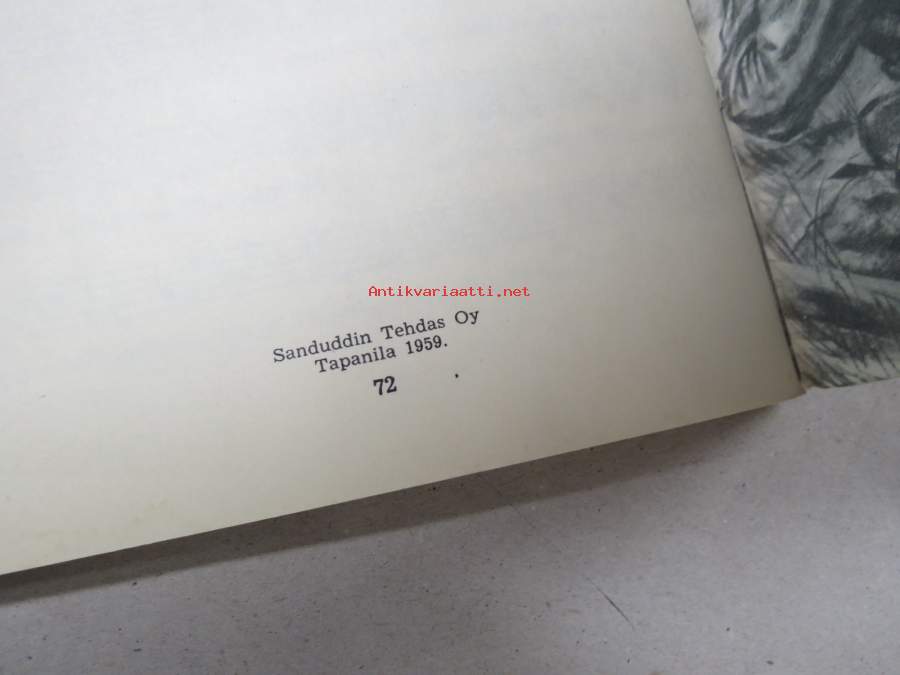 Antikvariaatti.net
Sanduddin Tehdas Oy
Tapanila 1959.
72